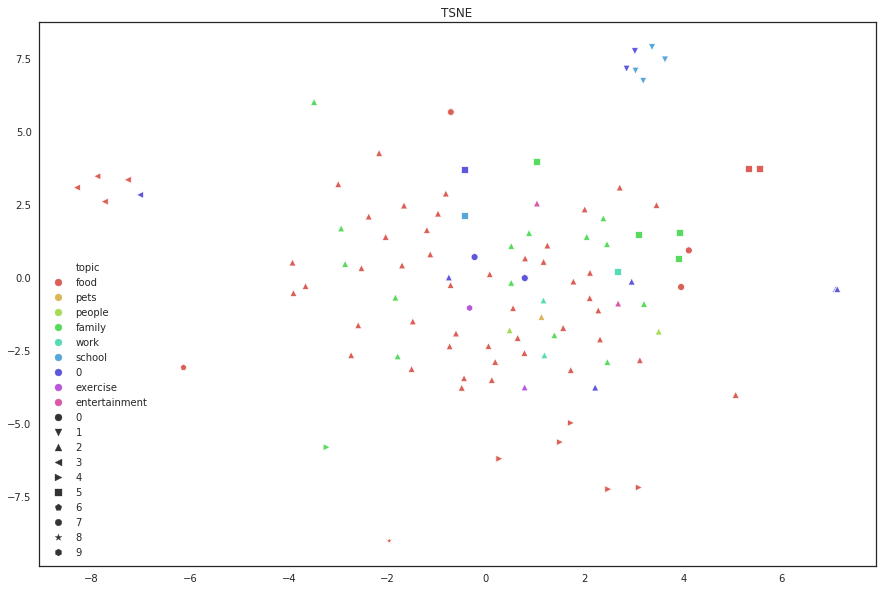 TSNE
7.5
5.0
2.5
0.0
−2.5
−5.0
−7.5
topic
food
pets
people
family
work
school
0
exercise
entertainment
0
1
2
3
4
5
6
7
8
9
−8 −6 −4 −2 0 2 4 6